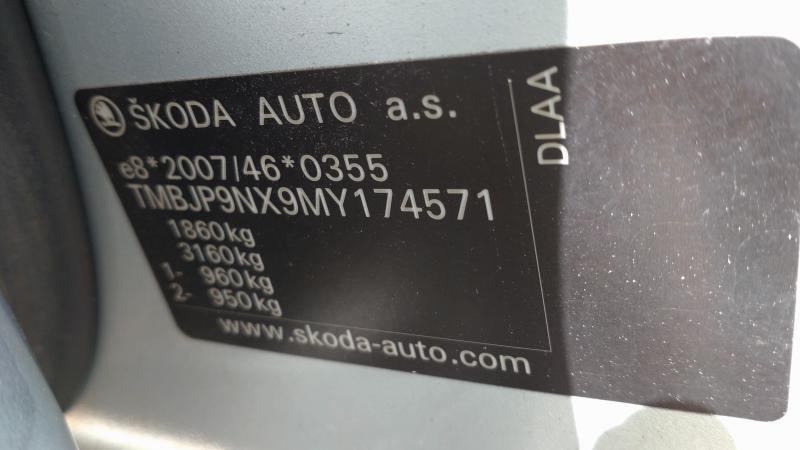 ŠKODA AUTO a.s.
DLAA
e8*2007/46*0355
TMBJP9NX9MY174571
1860kg
3160kg
1- 960kg
2- 950kg
www.skoda-auto.com